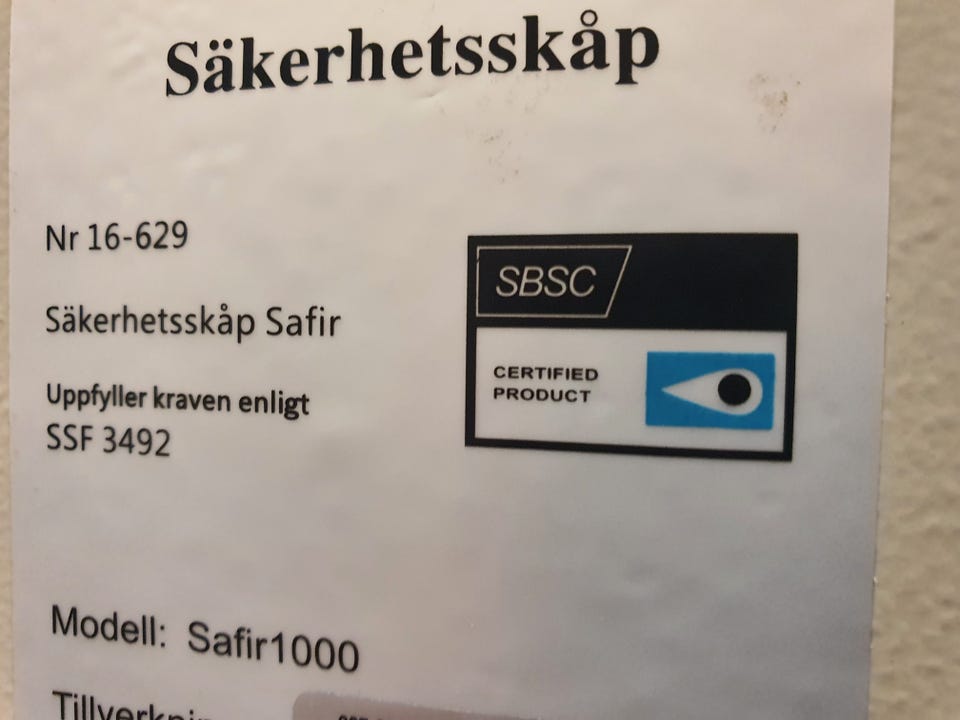 Säkerhetsskåp
Nr 16-629
Säkerhetsskåp Safir
Uppfyller kraven enligt
SSF 3492
SBSC
CERTIFIED
PRODUCT
Modell: Safir1000